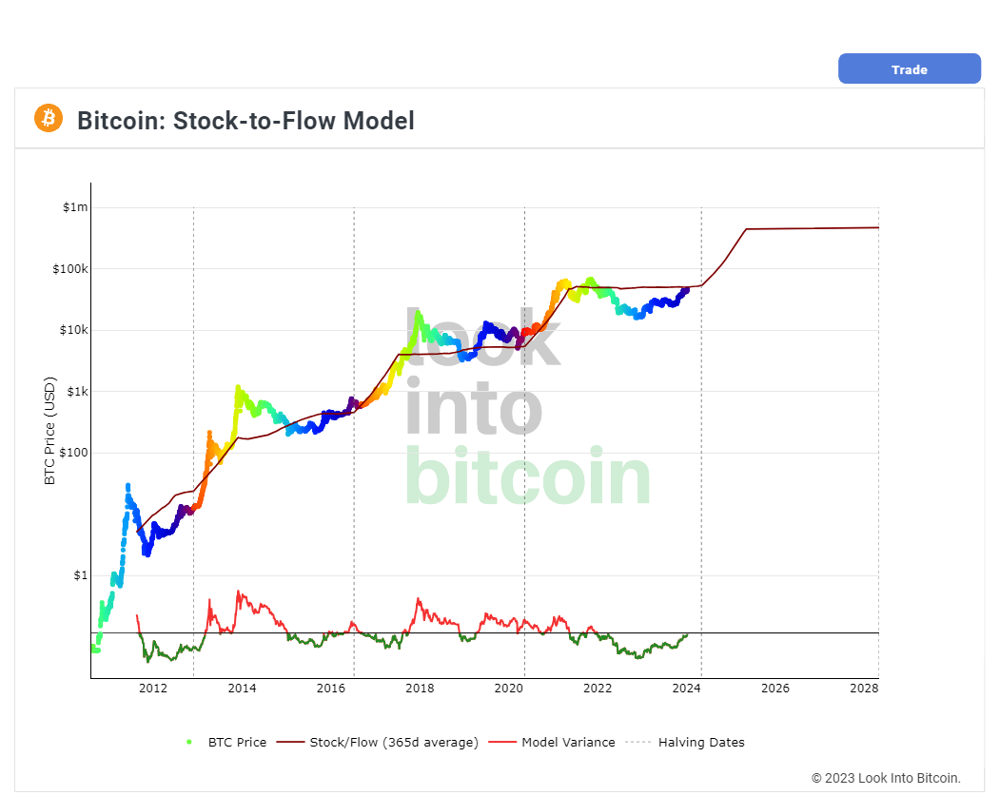 Trade
Bitcoin: Stock-to-Flow Model
$1m
$100k
$10k
$1k
$100
$1
BTC Price (USD)
look
into
bitcoin
2012 2014 2016 2018 2020 2022 2024 2026 2028
BTC Price Stock/Flow (365d average) Model Variance Halving Dates
© 2023 Look Into Bitcoin.